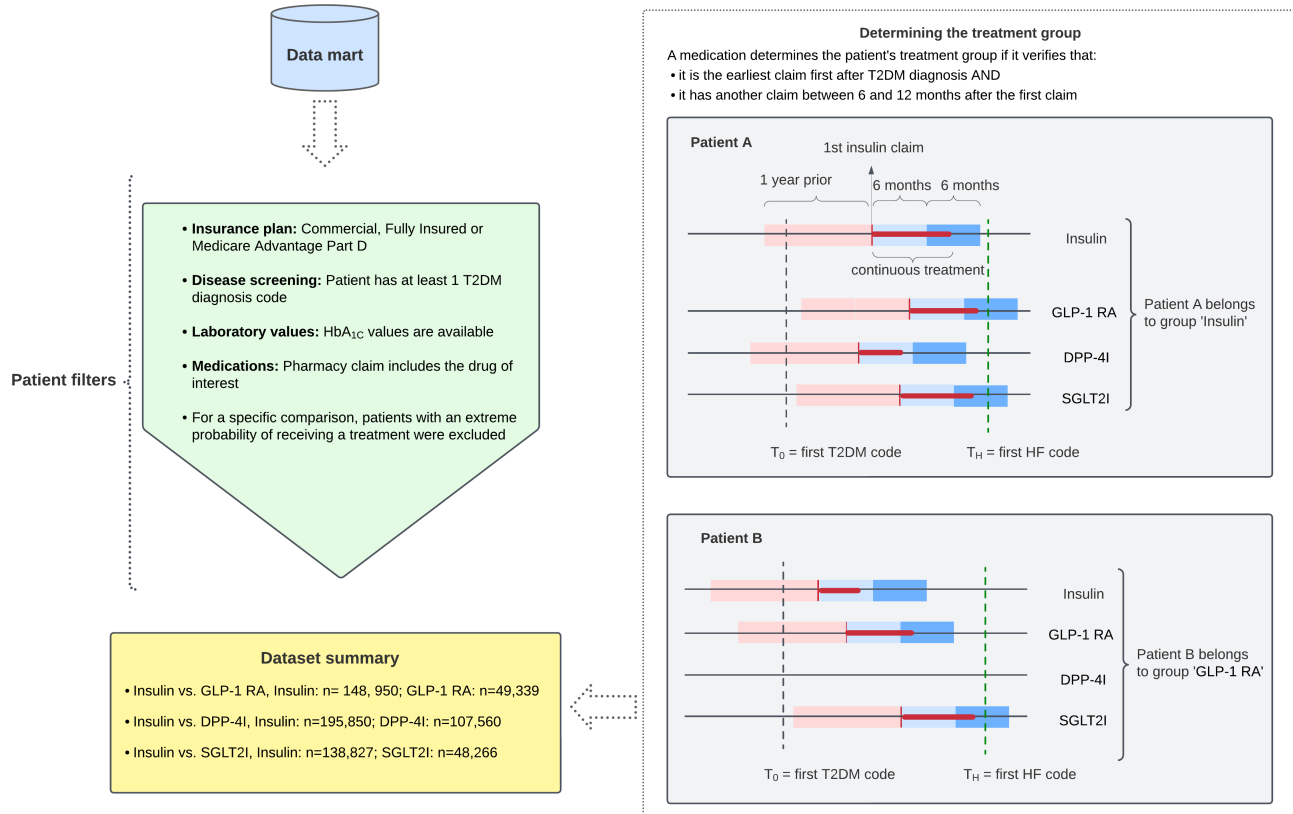 Data mart
Patient filters
• Insurance plan: Commercial, Fully Insured or
Medicare Advantage Part D
• Disease screening: Patient has at least 1 T2DM
diagnosis code
• Laboratory values: HbA1C values are available
• Medications: Pharmacy claim includes the drug of
interest
• For a specific comparison, patients with an extreme
probability of receiving a treatment were excluded
Determining the treatment group
A medication determines the patient's treatment group if it verifies that:
• it is the earliest claim first after T2DM diagnosis AND
• it has another claim between 6 and 12 months after the first claim
Patient A
1st insulin claim
1 year prior
6 months
6 months
Insulin
continuous treatment
GLP-1 RA
DPP-4I
SGLT2I
Patient A belongs
to group 'Insulin'
T0 = first T2DM code
TH = first HF code
Patient B
Insulin
GLP-1 RA
DPP-4I
SGLT2I
Patient B belongs
to group 'GLP-1 RA'
T0 = first T2DM code
TH = first HF code
Dataset summary
• Insulin vs. GLP-1 RA, Insulin: n= 148, 950; GLP-1 RA: n=49,339
• Insulin vs. DPP-4I, Insulin: n=195,850; DPP-4I: n=107,560
• Insulin vs. SGLT2I, Insulin: n=138,827; SGLT2I: n=48,266